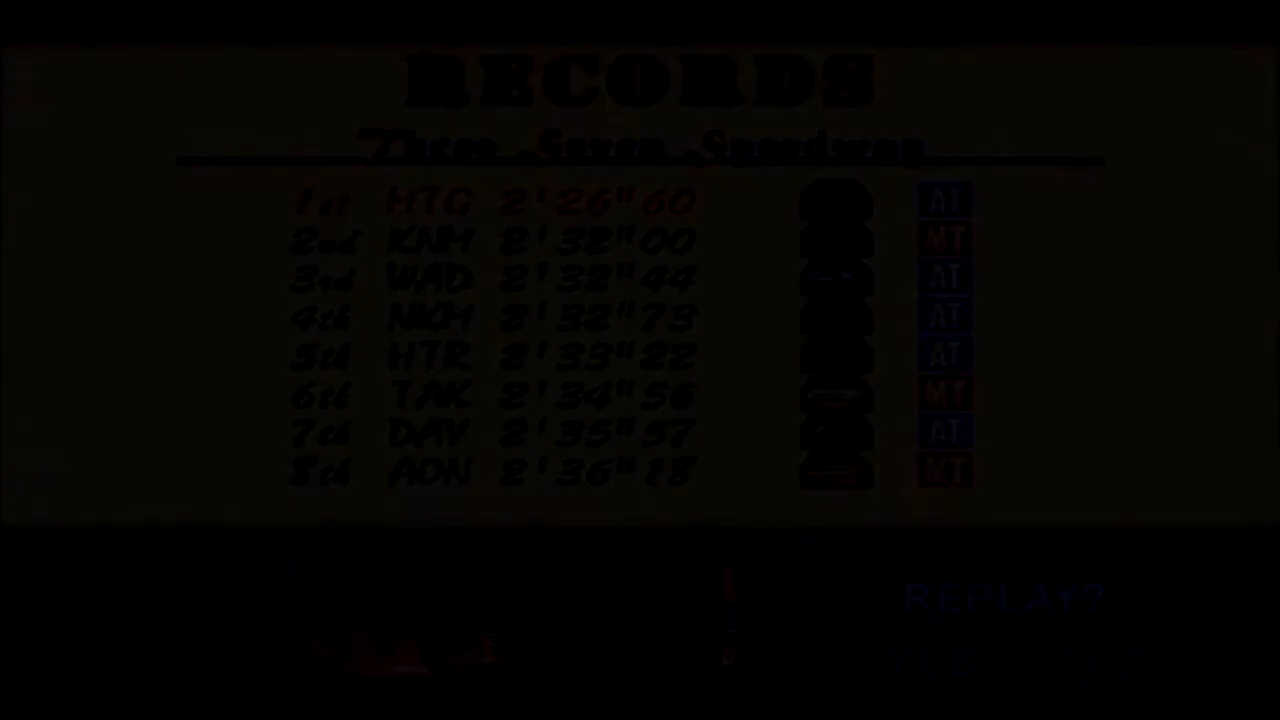 RECORDS
Three Seven Speedway
1st MTC 2'26"60 AT
2nd KNM 2'32"00 MT
3rd WAD 2'32"44 AT
4th NKM 2'32"73 AT
5th HTR 2'33"22 AT
6th TAK 2'34"56 MT
7th DAY 2'35"57 AT
8th AON 2'36"18 MT
REPLAY?